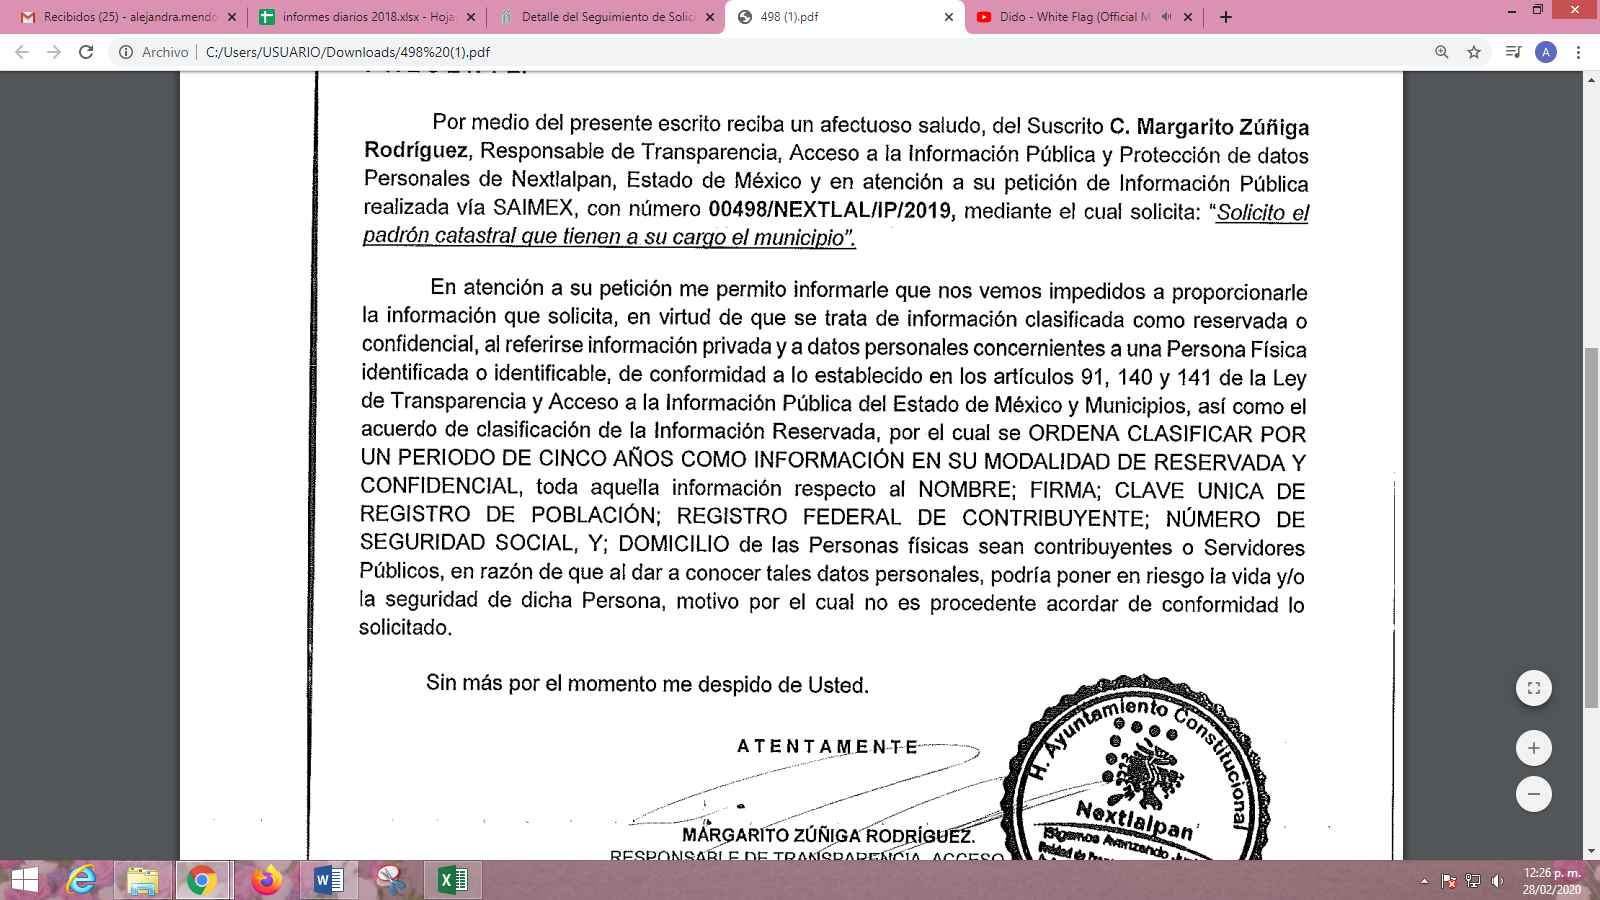 Recibidos (25) - alejandra.mendo
informes diarios 2018.xlsx - Hoja
Detalle del Seguimiento de Solici
498 (1).pdf
Dido - White Flag (Official M
Archivo
C:/Users/USUARIO/Downloads/498%20(1).pdf
A
Por medio del presente escrito reciba un afectuoso saludo, del Suscrito C. Margarito Zúñiga
Rodríguez, Responsable de Transparencia, Acceso a la Información Pública y Protección de datos
Personales de Nextlalpan, Estado de México y en atención a su petición de Información Pública
realizada vía SAIMEX, con número 00498/NEXTLAL/IP/2019, mediante el cual solicita: “Solicito el
padrón catastral que tienen a su cargo el municipio”.
En atención a su petición me permito informarle que nos vemos impedidos a proporcionarle
la información que solicita, en virtud de que se trata de información clasificada como reservada o
confidencial, al referirse información privada y a datos personales concernientes a una Persona Física
identificada o identificable, de conformidad a lo establecido en los artículos 91, 140 y 141 de la Ley
de Transparencia y Acceso a la Información Pública del Estado de México y Municipios, así como el
acuerdo de clasificación de la Información Reservada, por el cual se ORDENA CLASIFICAR POR
UN PERIODO DE CINCO AÑOS COMO INFORMACIÓN EN SU MODALIDAD DE RESERVADA Y
CONFIDENCIAL, toda aquella información respecto al NOMBRE; FIRMA; CLAVE UNICA DE
REGISTRO DE POBLACIÓN; REGISTRO FEDERAL DE CONTRIBUYENTE; NÚMERO DE
SEGURIDAD SOCIAL, Y; DOMICILIO de las Personas físicas sean contribuyentes o Servidores
Públicos, en razón de que al dar a conocer tales datos personales, podría poner en riesgo la vida y/o
la seguridad de dicha Persona, motivo por el cual no es procedente acordar de conformidad lo
solicitado.
Sin más por el momento me despido de Usted.
ATENTAMENTE
H. Ayuntamiento Constitucional
Nextlalpan
MARGARITO ZÚÑIGA RODRÍGUEZ.
RESPONSABLE DE TRANSPARENCIA, ACCESO
12:26 p. m.
28/02/2020